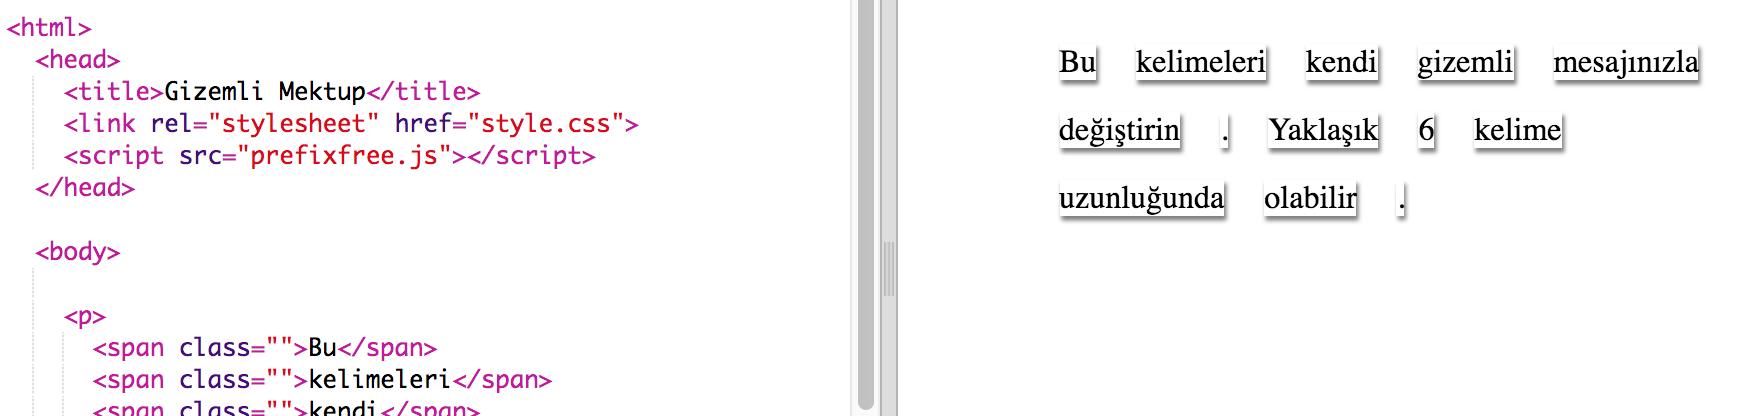 <html>
<head>
<title>Gizemli Mektup</title>
<link rel="stylesheet" href="style.css">
<script src="prefixfree.js"></script>
</head>
<body>
<p>
<span class="">Bu</span>
<span class="">kelimeleri</span>
<span class="">kendi</span>
Bu kelimeleri kendi gizemli mesajınızla
değiştirin . Yaklaşık 6 kelime
uzunluğunda olabilir .